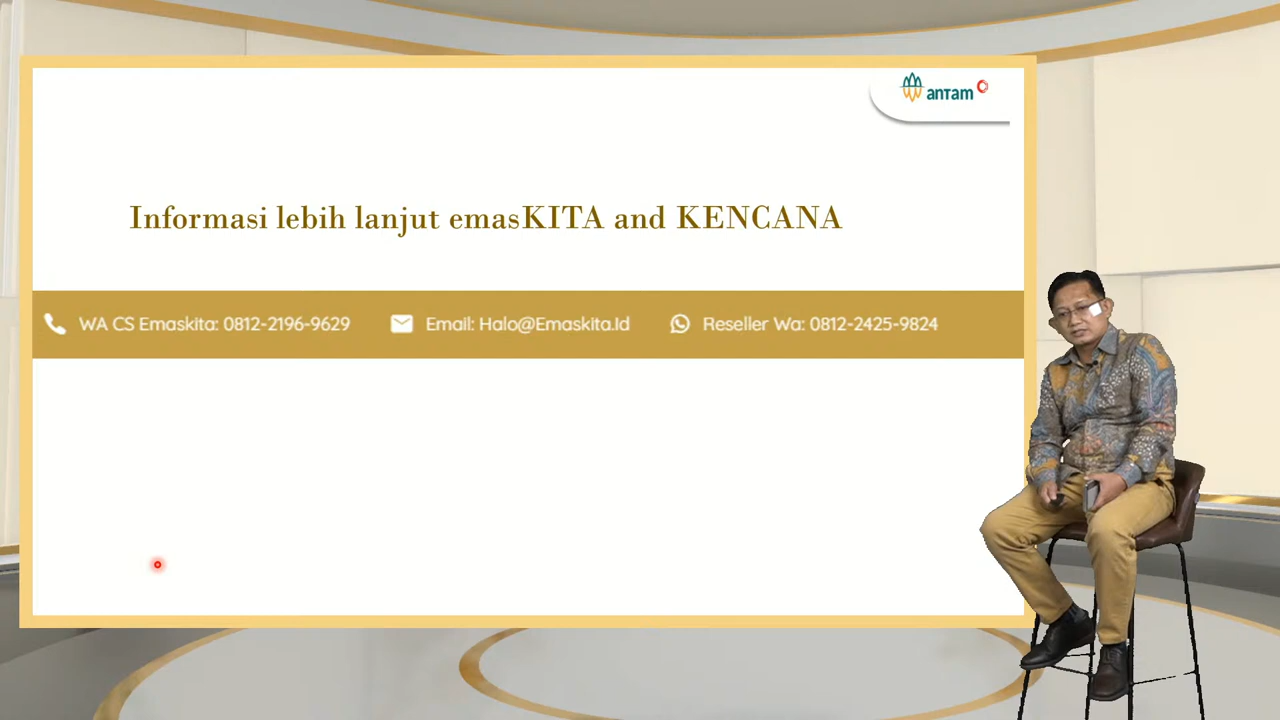 antam
Informasi lebih lanjut emasKITA and KENCANA
WA CS Emaskita: 0812-2196-9629
Email: Halo@Emaskita.Id
Reseller Wa: 0812-2425-9824